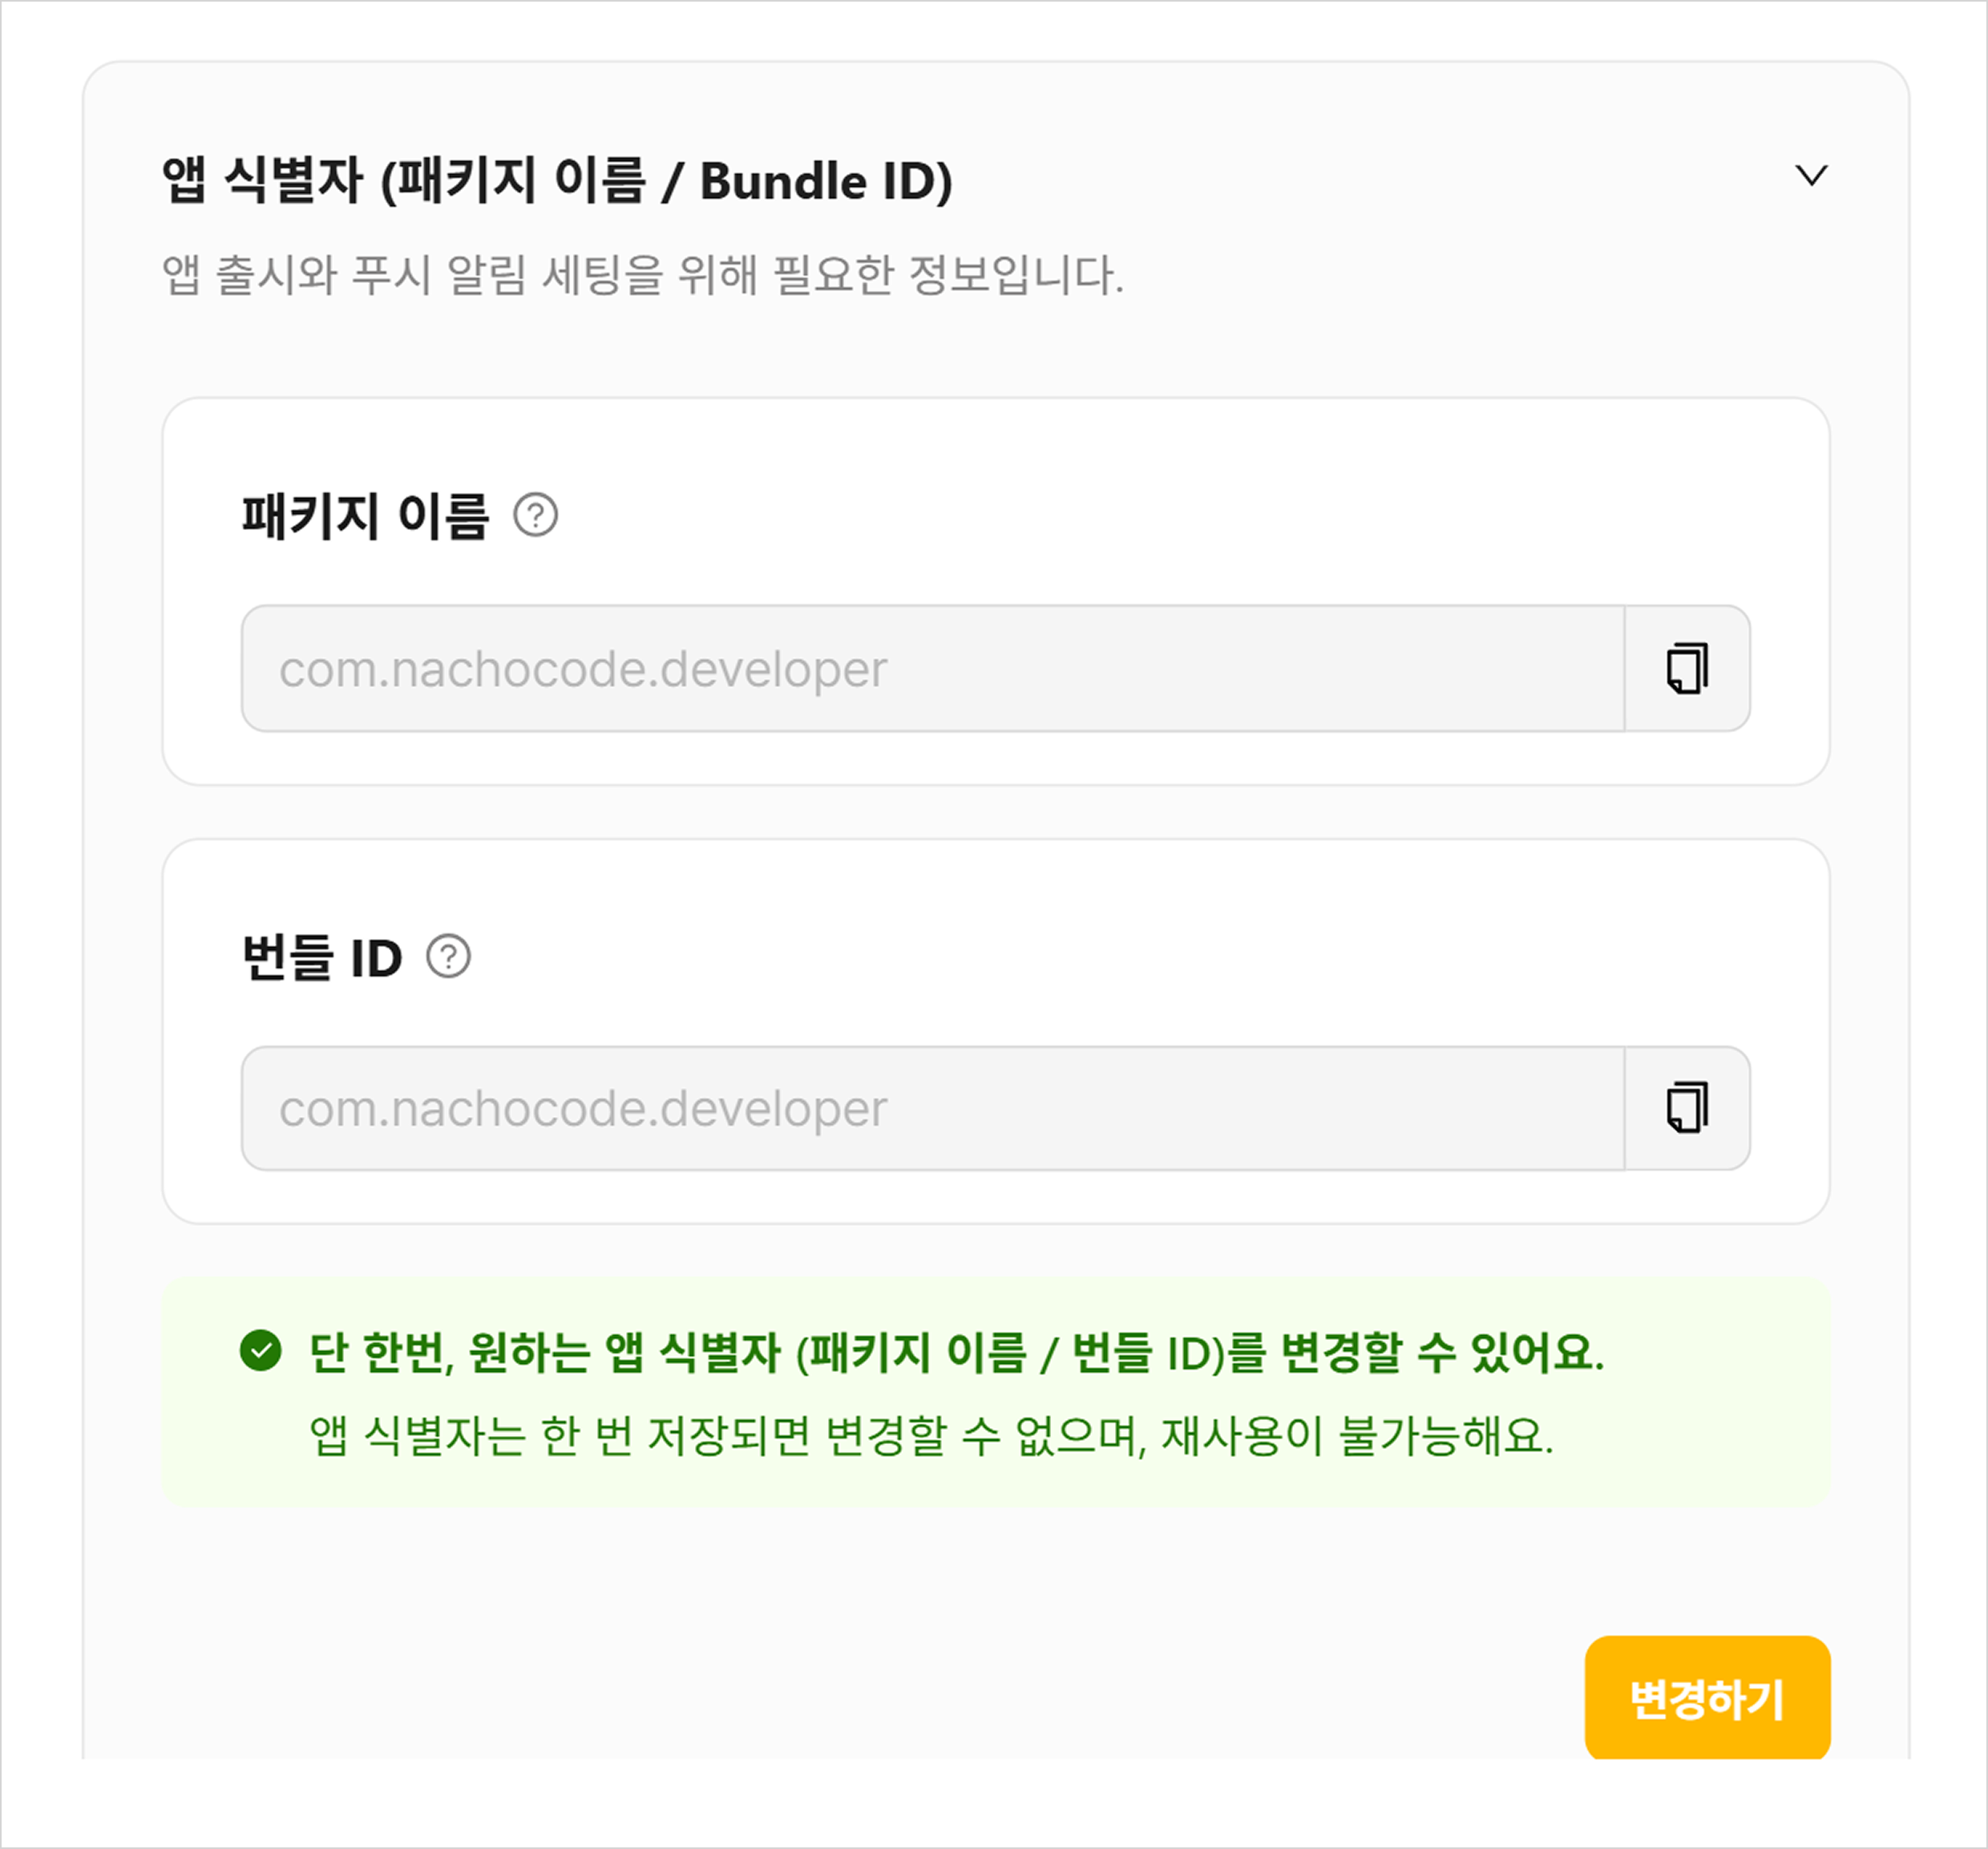 앱 식별자 (패키지 이름 / Bundle ID)
앱 출시와 푸시 알림 세팅을 위해 필요한 정보입니다.
패키지 이름 ?
com.nachocode.developer
번들 ID ?
com.nachocode.developer
단 한번, 원하는 앱 식별자 (패키지 이름 / 번들 ID)를 변경할 수 있어요.
앱 식별자는 한 번 저장되면 변경할 수 없으며, 재사용이 불가능해요.
변경하기